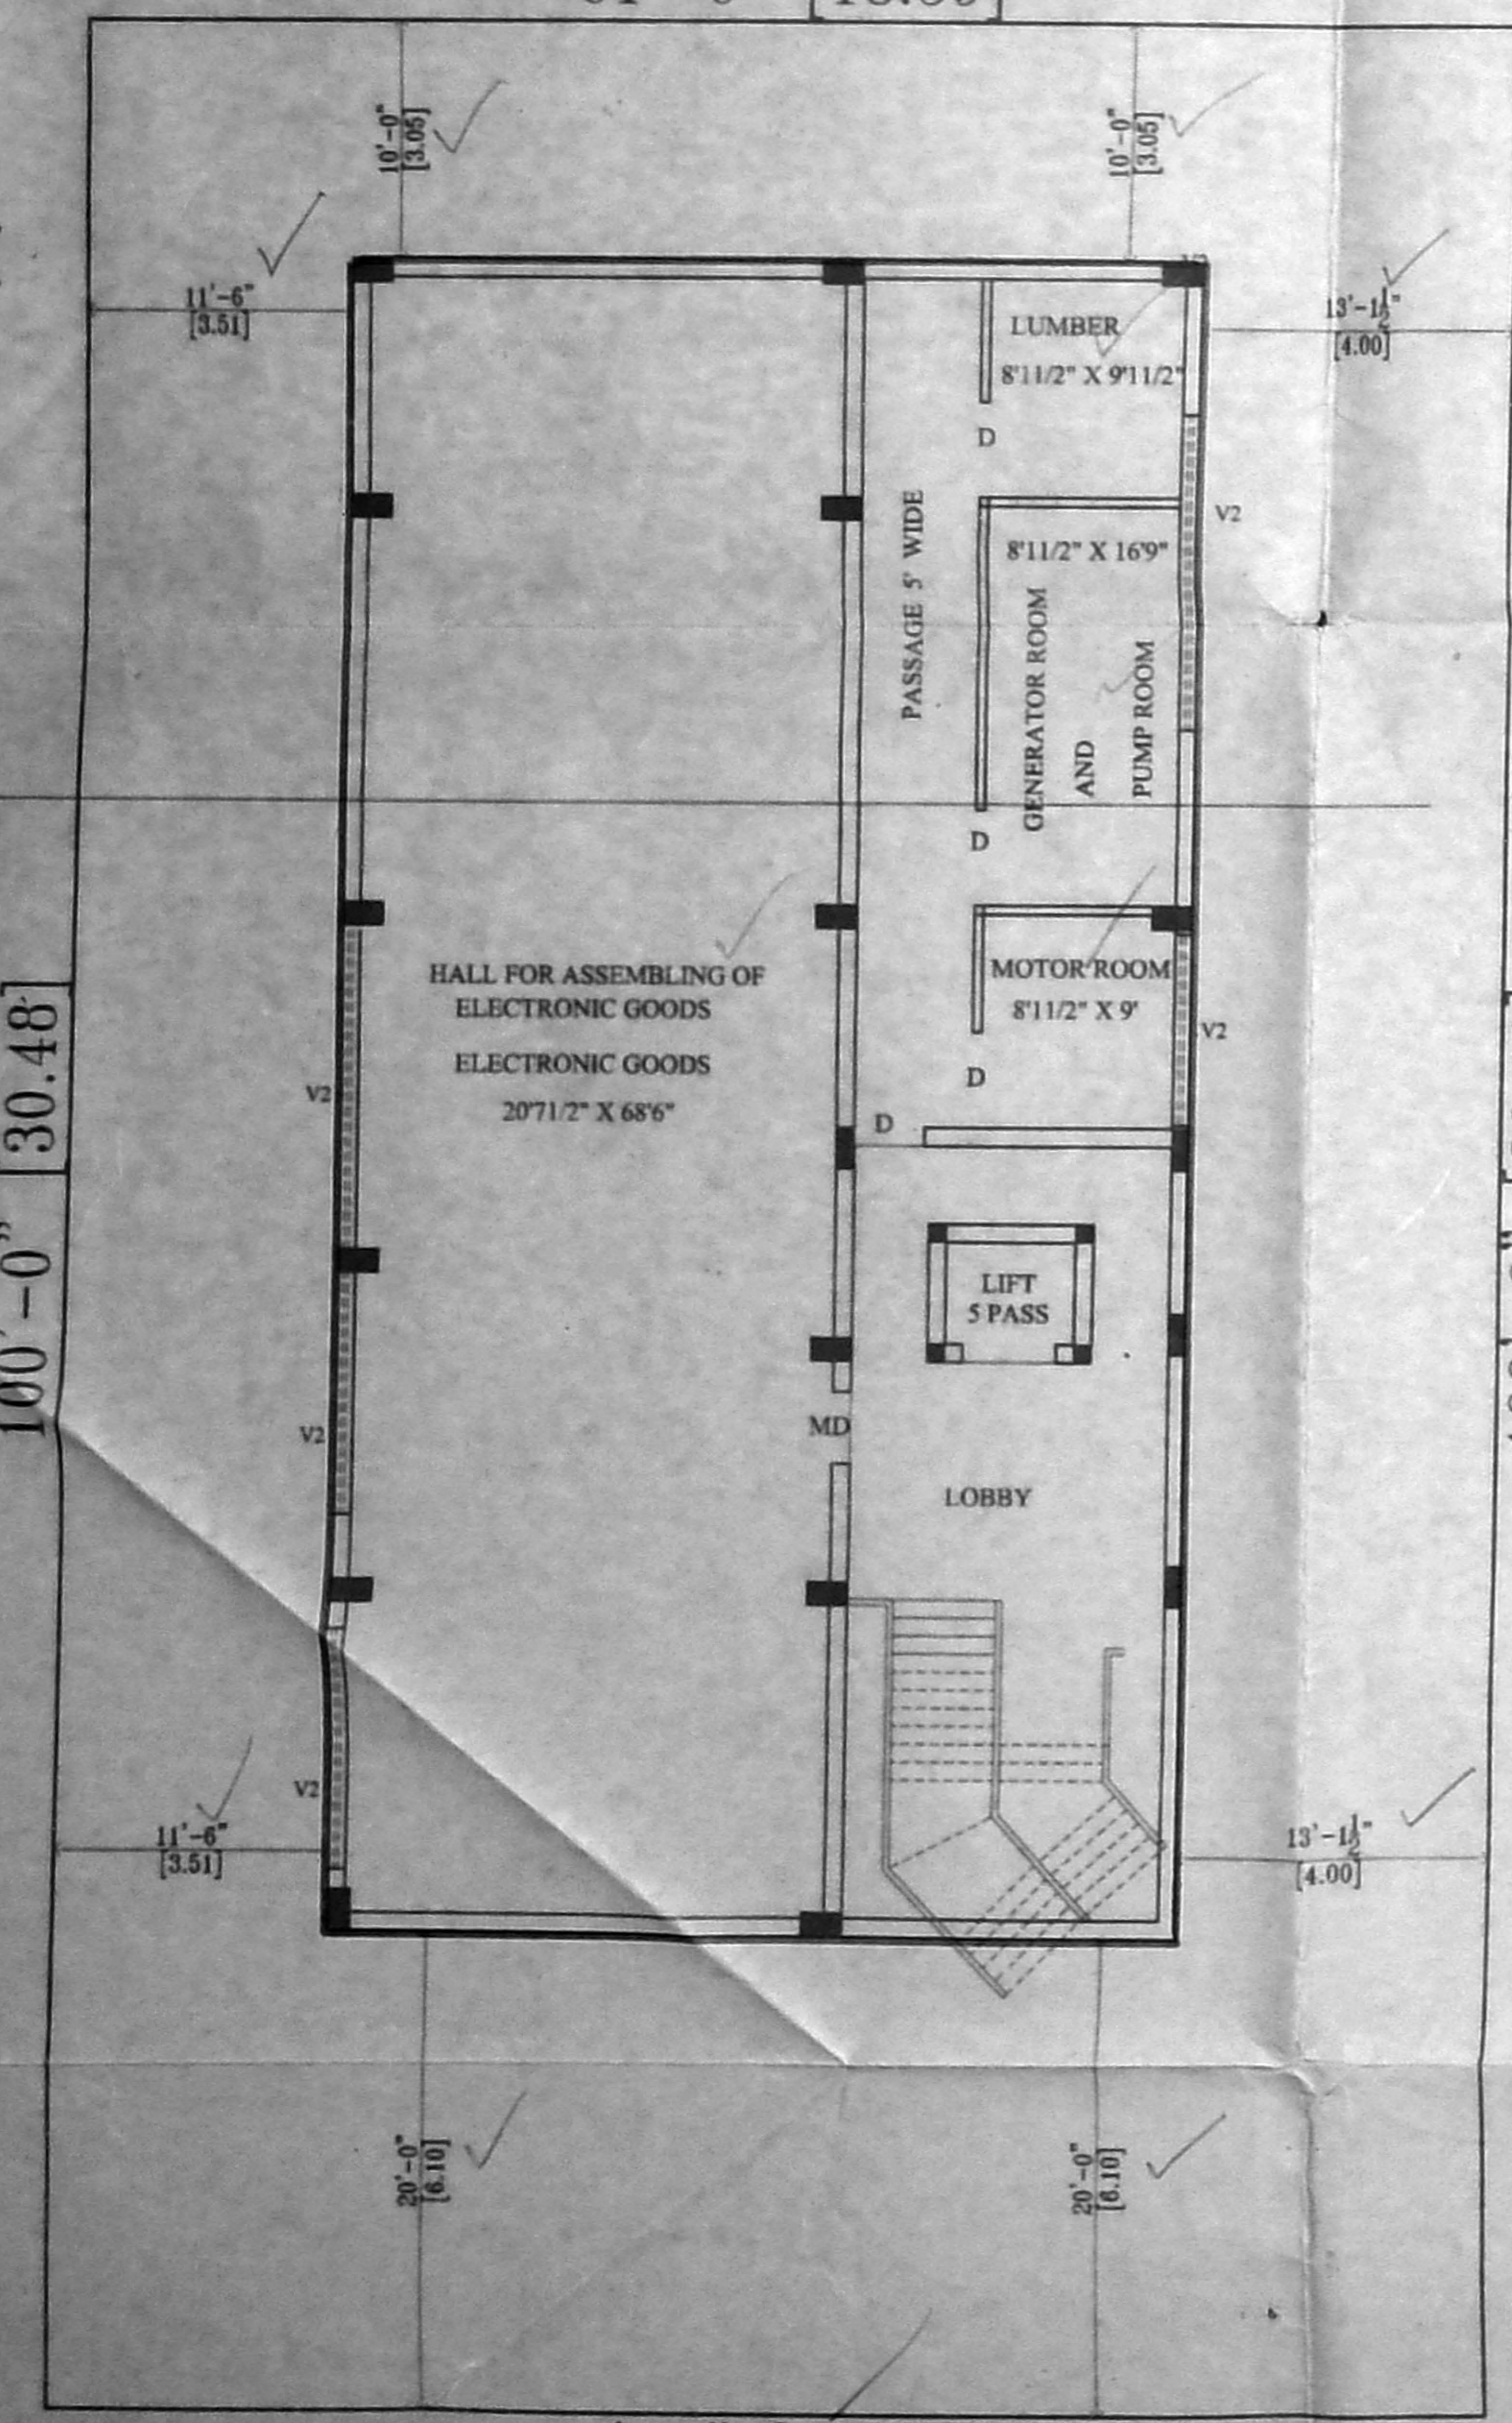 10'-0"
[3.05]
10'-0"
[3.05]
11'-6"
[3.51]
13'-1½"
[4.00]
LUMBER
8'11/2" X 9'11/2"
D
V2
PASSAGE 5' WIDE
8'11/2" X 16'9"
GENERATOR ROOM
AND
PUMP ROOM
D
HALL FOR ASSEMBLING OF
ELECTRONIC GOODS
ELECTRONIC GOODS
20'71/2" X 68'6"
MOTOR ROOM
8'11/2" X 9'
V2
D
D
V2
100'-0" [30.48]
LIFT
5 PASS
MD
V2
LOBBY
V2
11'-6"
[3.51]
13'-1½"
[4.00]
20'-0"
[6.10]
20'-0"
[6.10]